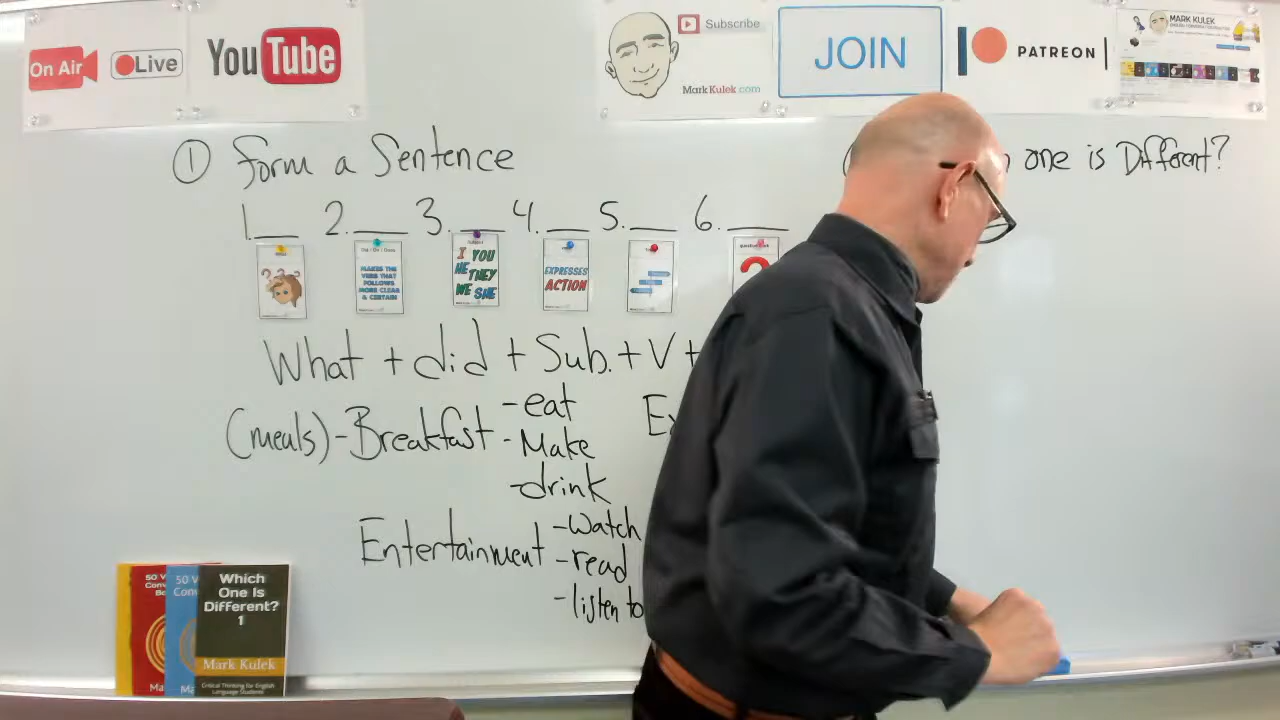 On Air
Live
YouTube
Subscribe
MarkKulek.com
JOIN
PATREON
MARK KULEK
① Form a Sentence
one is Different?
1. 2. 3. 4. 5. 6.
Subject
question mark
MAKES THE VERB THAT FOLLOWS MORE CLEAR & CERTAIN
I YOU HE THEY WE SHE
EXPRESSES ACTION
?
What + did + Sub. + V +
(meals) - Breakfast - eat
- Make
- drink
Entertainment - Watch
- read
- listen to
50 V
50 V
Which One Is Different? 1
Mark Kulek
Critical Thinking for English Language Students